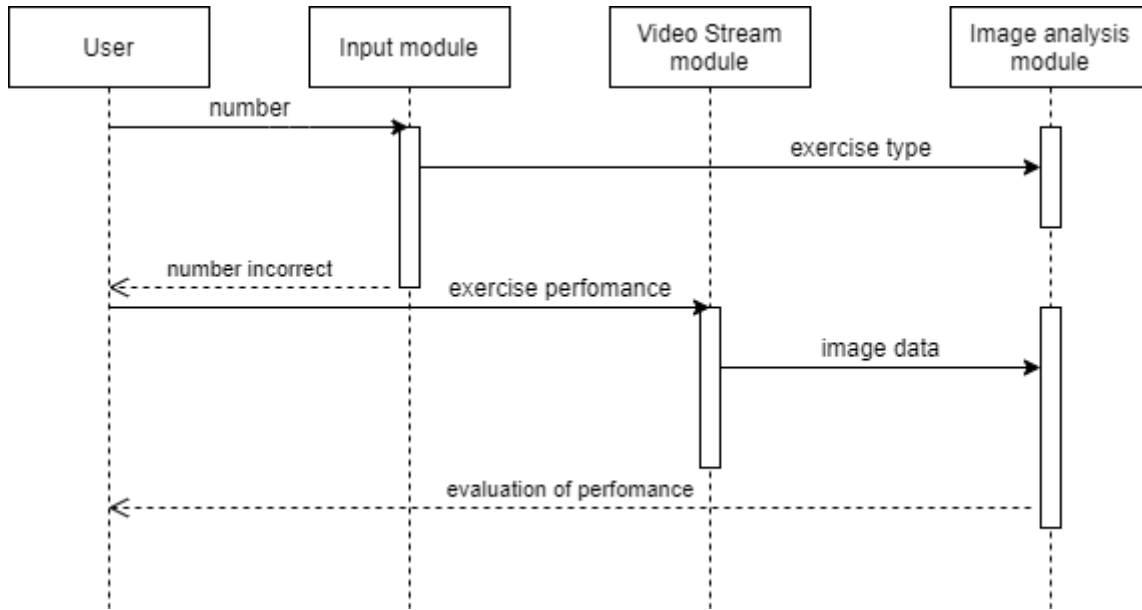 User
Input module
Video Stream
module
Image analysis
module
number
exercise type
number incorrect
exercise perfomance
image data
evaluation of perfomance